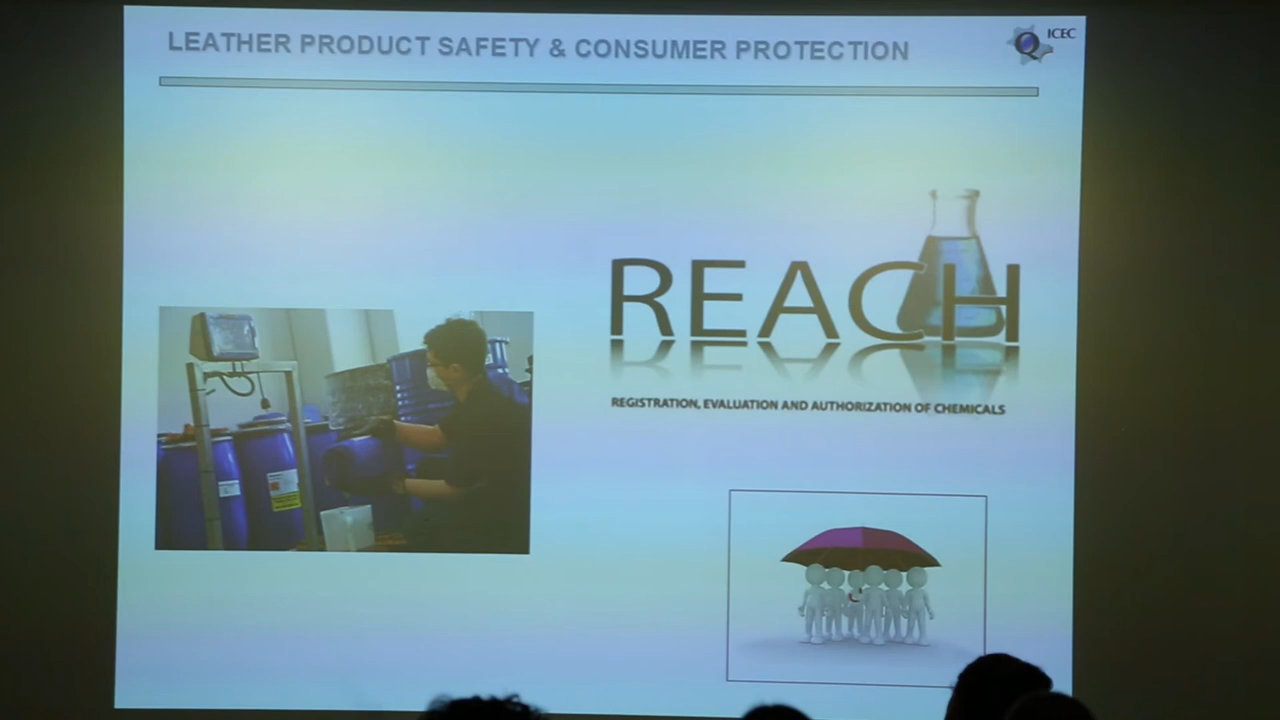 LEATHER PRODUCT SAFETY & CONSUMER PROTECTION
ICEC
REACH
REGISTRATION, EVALUATION AND AUTHORIZATION OF CHEMICALS